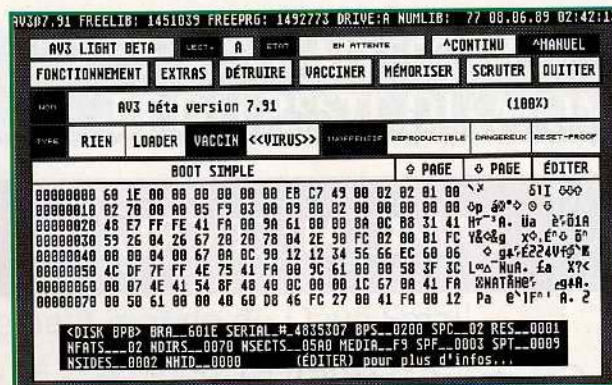 AV3β7.91 FREELIB: 1451039 FREEPRG: 1492773 DRIVE:A NUMLIB: 77 08.06.89 02:42:1
AV3 LIGHT BETA LECT. A ETAT EN ATTENTE ^CONTINU ^MANUEL
FONCTIONNEMENT EXTRAS DÉTRUIRE VACCINER MÉMORISER SCRUTER QUITTER
NOM AV3 béta version 7.91 (100%)
TYPE RIEN LOADER VACCIN <<VIRUS>> INOFFENSIF REPRODUCTIBLE DANGEREUX RESET-PROOF
BOOT SIMPLE ⇧ PAGE ⇩ PAGE ÉDITER
00000000 60 1E 00 00 00 00 00 00 EB C7 49 00 02 02 01 00
00000010 02 70 00 A0 05 F9 03 00 09 00 02 00 00 00 00 00
00000020 48 E7 FF FE 41 FA 00 9A 61 00 00 8A 0C 88 31 41
00000030 59 26 04 26 67 20 20 78 04 2E 90 FC 02 00 B1 FC
00000040 00 00 04 00 67 0A 0C 90 12 12 34 56 66 EC 60 06
00000050 4C DF 7F FF 4E 75 41 FA 00 9C 61 00 00 58 3F 3C
00000060 00 07 4E 41 54 8F 48 40 0C 00 00 1C 67 0A 41 FA
00000070 00 50 61 00 00 40 60 D8 46 FC 27 00 41 FA 00 12
<DISK BPB> BRA__601E SERIAL_#_4835307 BPS__0200 SPC__02 RES__0001
NFATS___02 NDIRS__0070 NSECTS__05A0 MEDIA__F9 SPF__0003 SPT__0009
NSIDES__0002 NHID__0000 (ÉDITER) pour plus d'infos...